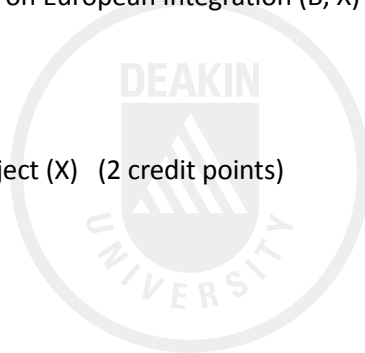 on European Integration (B, X)
DEAKIN
ject (X) (2 credit points)
UNIVERSITY